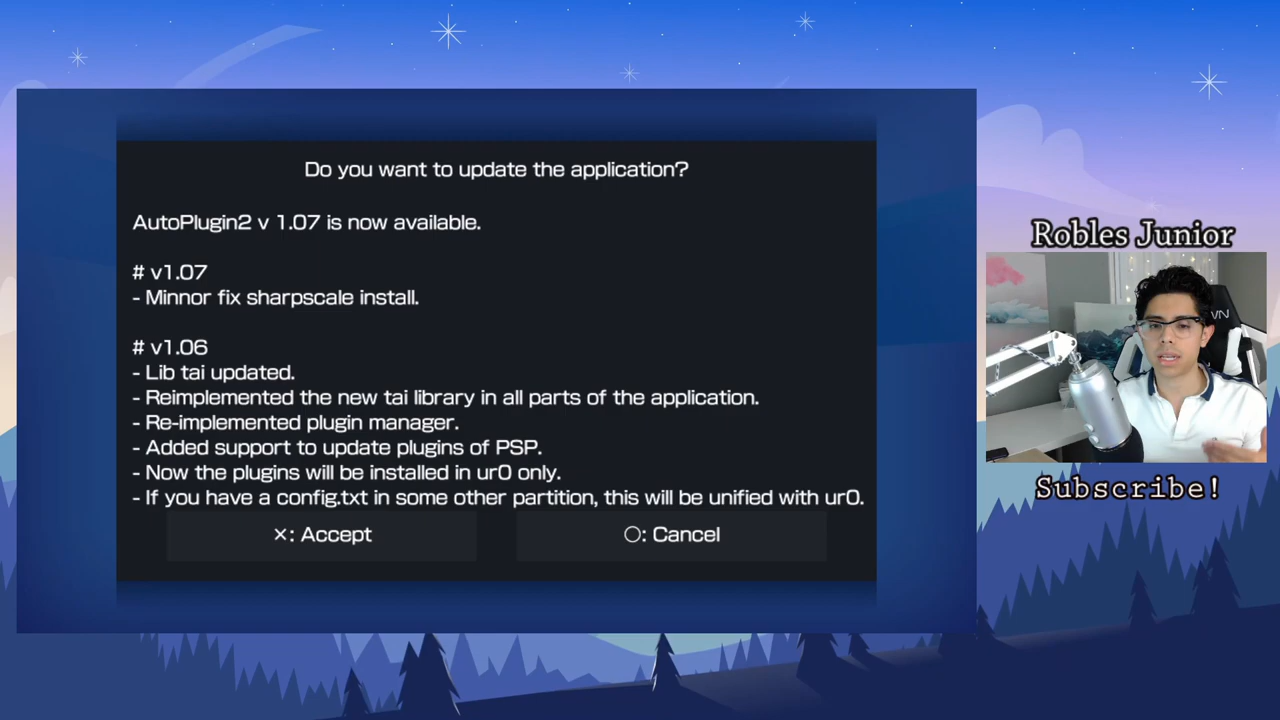 Do you want to update the application?
AutoPlugin2 v 1.07 is now available.
# v1.07
- Minnor fix sharpscale install.
# v1.06
- Lib tai updated.
- Reimplemented the new tai library in all parts of the application.
- Re-implemented plugin manager.
- Added support to update plugins of PSP.
- Now the plugins will be installed in ur0 only.
- If you have a config.txt in some other partition, this will be unified with ur0.
×: Accept
○: Cancel
Robles Junior
Subscribe!